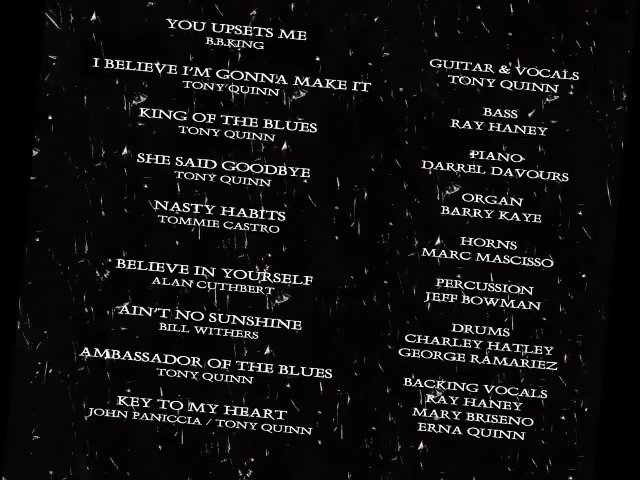 YOU UPSETS ME
B.B.KING
I BELIEVE I'M GONNA MAKE IT
TONY QUINN
KING OF THE BLUES
TONY QUINN
SHE SAID GOODBYE
TONY QUINN
NASTY HABITS
TOMMIE CASTRO
BELIEVE IN YOURSELF
ALAN CUTHBERT
AIN'T NO SUNSHINE
BILL WITHERS
AMBASSADOR OF THE BLUES
TONY QUINN
KEY TO MY HEART
JOHN PANICCIA / TONY QUINN
GUITAR & VOCALS
TONY QUINN
BASS
RAY HANEY
PIANO
DARREL DAVOURS
ORGAN
BARRY KAYE
HORNS
MARC MASCISSO
PERCUSSION
JEFF BOWMAN
DRUMS
CHARLEY HATLEY
GEORGE RAMARIEZ
BACKING VOCALS
RAY HANEY
MARY BRISENO
ERNA QUINN